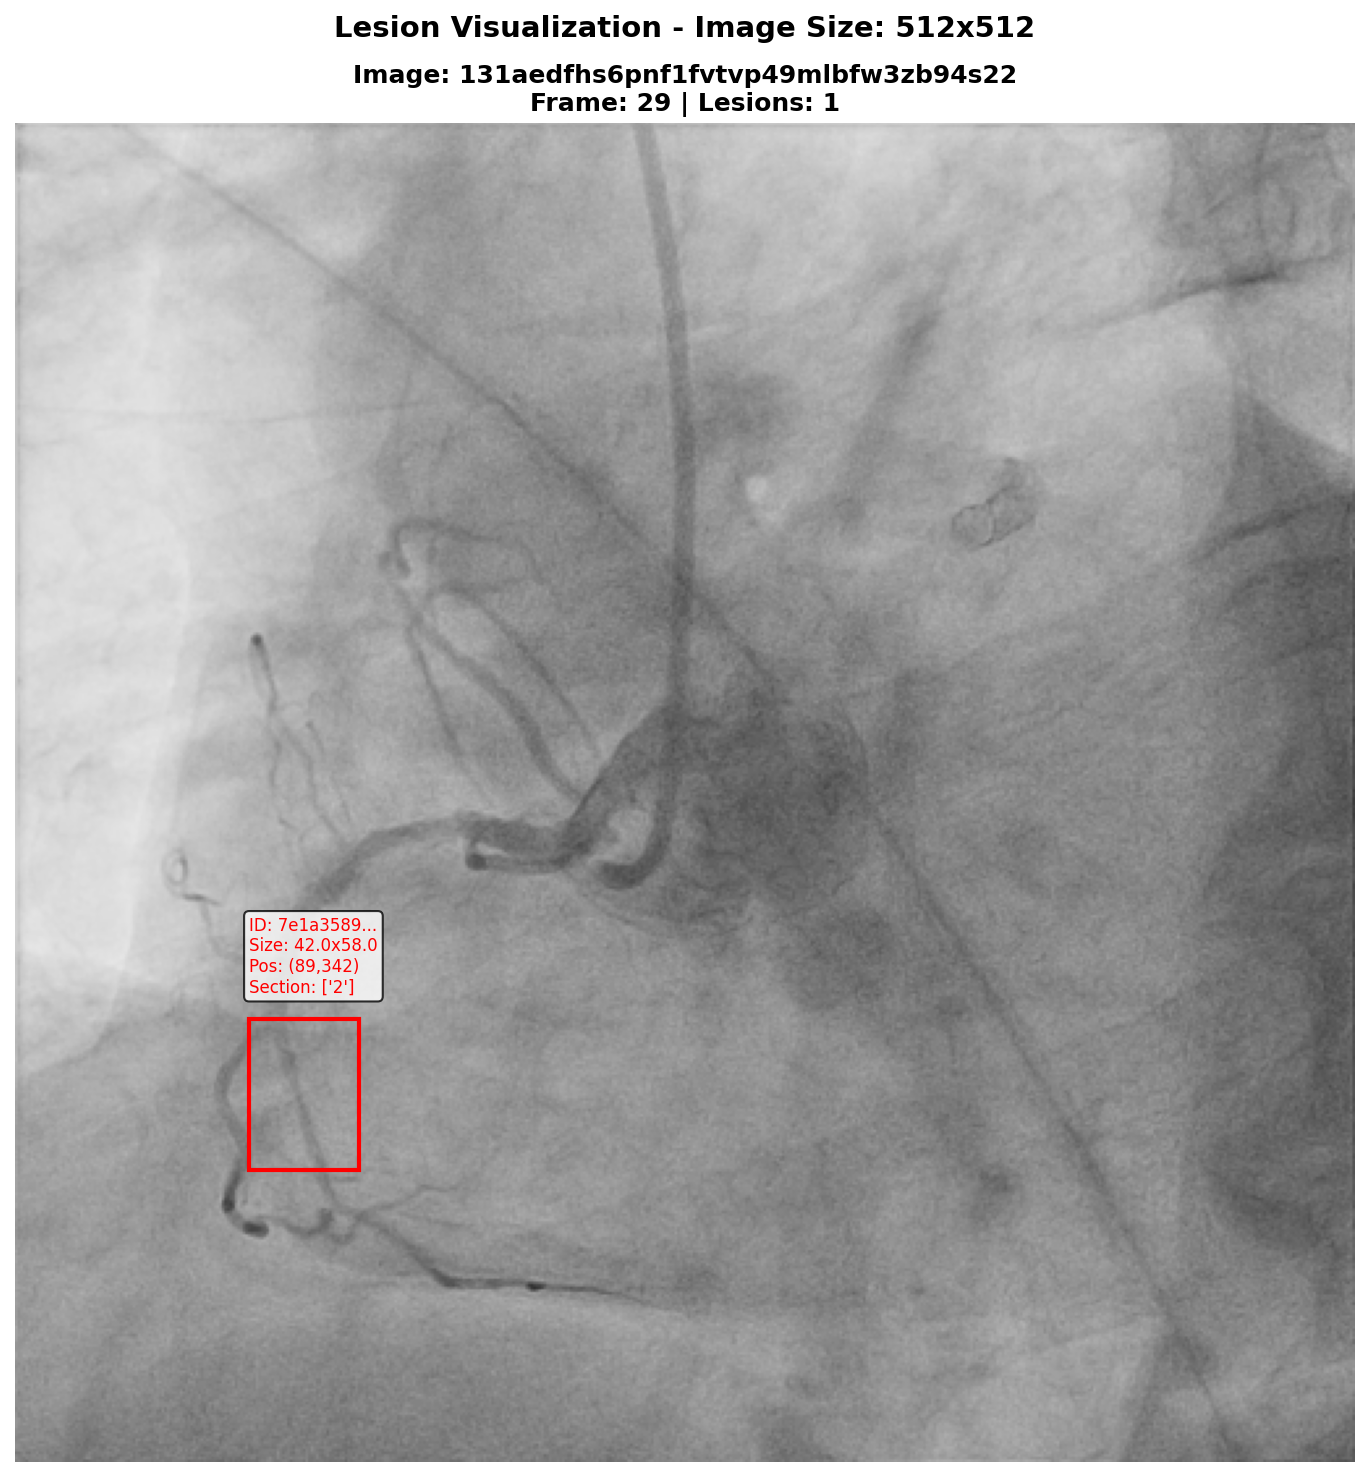 Lesion Visualization - Image Size: 512x512
Image: 131aedfhs6pnf1fvtvp49mlbfw3zb94s22
Frame: 29 | Lesions: 1
ID: 7e1a3589...
Size: 42.0x58.0
Pos: (89,342)
Section: ['2']